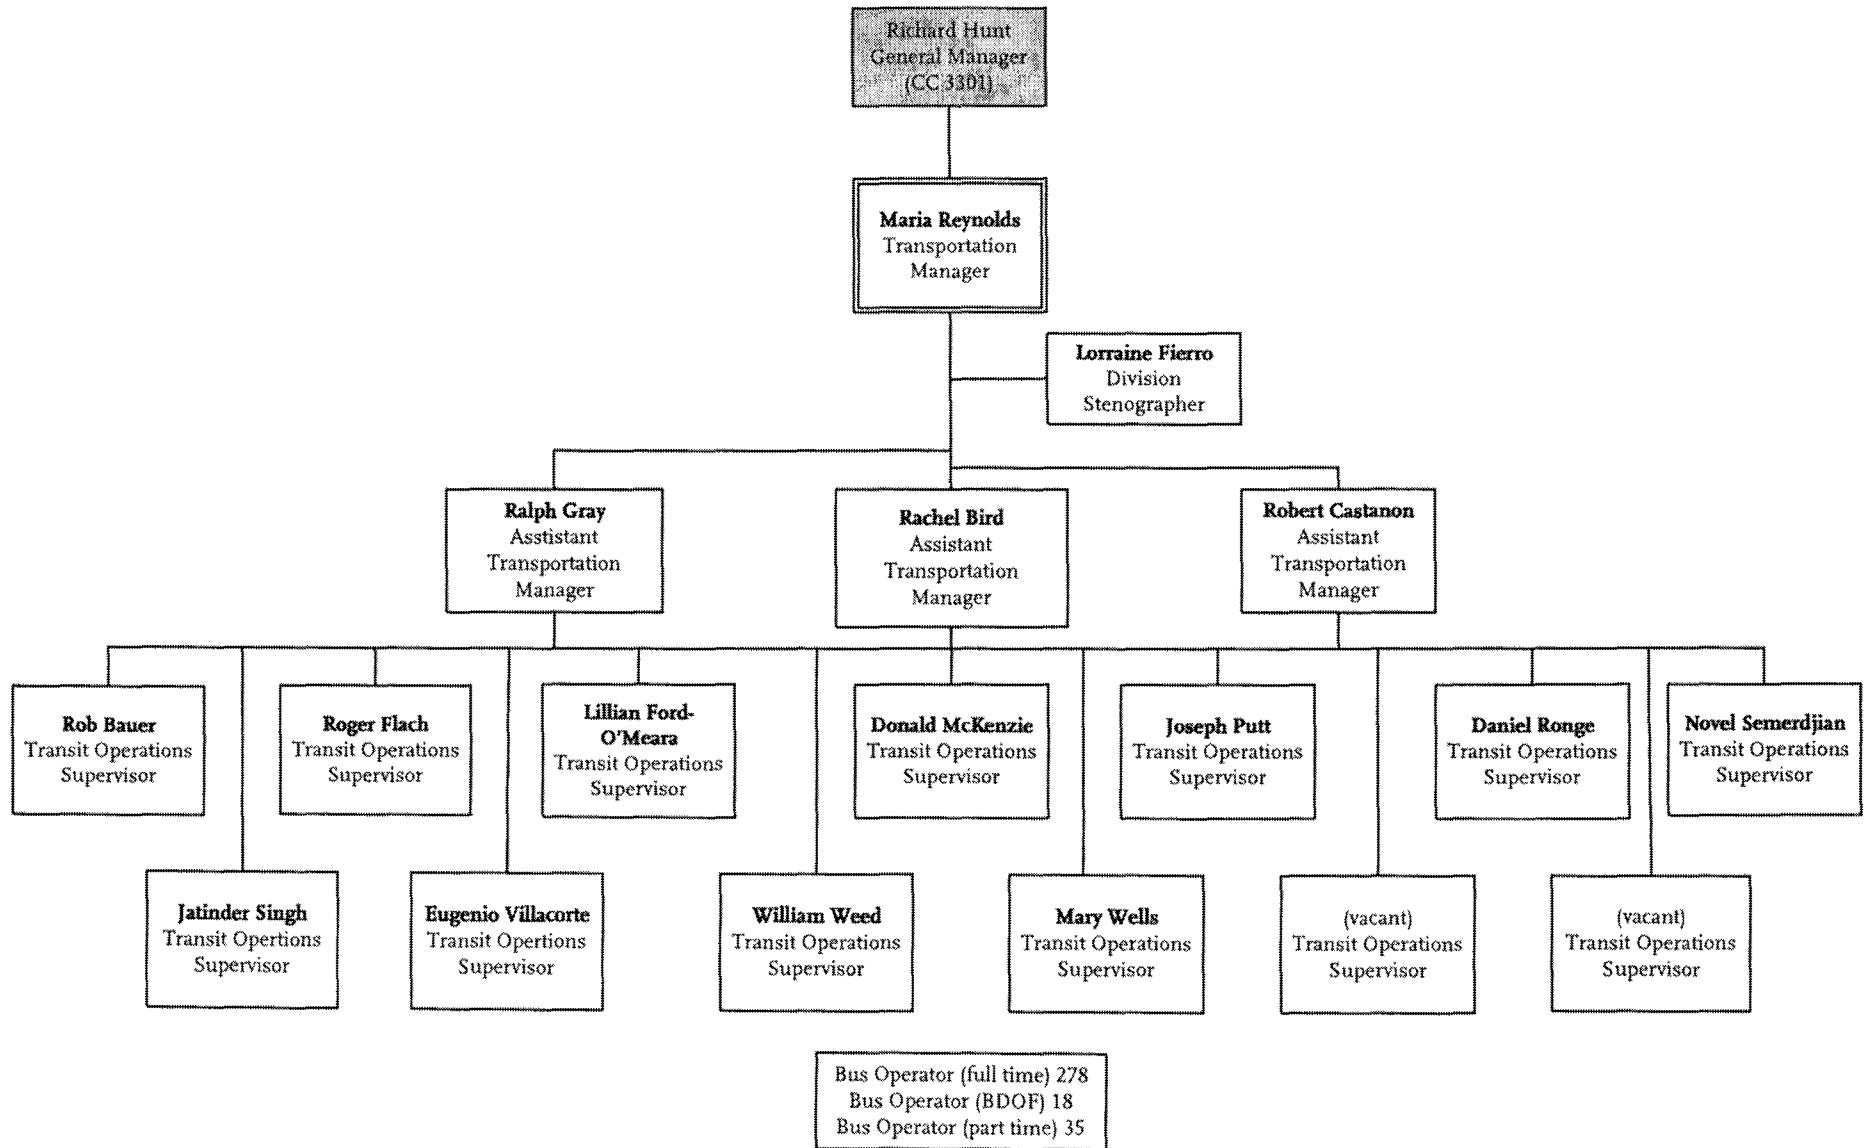 Richard Hunt
General Manager
(CC 3301)
Maria Reynolds
Transportation
Manager
Lorraine Fierro
Division
Stenographer
Ralph Gray
Asstistant
Transportation
Manager
Rachel Bird
Assistant
Transportation
Manager
Robert Castanon
Assistant
Transportation
Manager
Rob Bauer
Transit Operations
Supervisor
Roger Flach
Transit Operations
Supervisor
Lillian Ford-
O'Meara
Transit Operations
Supervisor
Donald McKenzie
Transit Operations
Supervisor
Joseph Putt
Transit Operations
Supervisor
Daniel Ronge
Transit Operations
Supervisor
Novel Semerdjian
Transit Operations
Supervisor
Jatinder Singh
Transit Opertions
Supervisor
Eugenio Villacorte
Transit Opertions
Supervisor
William Weed
Transit Operations
Supervisor
Mary Wells
Transit Operations
Supervisor
(vacant)
Transit Operations
Supervisor
(vacant)
Transit Operations
Supervisor
Bus Operator (full time) 278
Bus Operator (BDOF) 18
Bus Operator (part time) 35